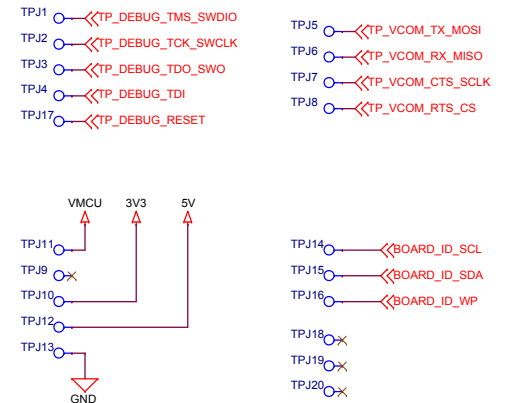 TPJ1 TP_DEBUG_TMS_SWDIO
TPJ2 TP_DEBUG_TCK_SWCLK
TPJ3 TP_DEBUG_TDO_SWO
TPJ4 TP_DEBUG_TDI
TPJ17 TP_DEBUG_RESET
TPJ5 TP_VCOM_TX_MOSI
TPJ6 TP_VCOM_RX_MISO
TPJ7 TP_VCOM_CTS_SCLK
TPJ8 TP_VCOM_RTS_CS
VMCU 3V3 5V
TPJ11
TPJ9
TPJ10
TPJ12
TPJ13
GND
TPJ14 BOARD_ID_SCL
TPJ15 BOARD_ID_SDA
TPJ16 BOARD_ID_WP
TPJ18
TPJ19
TPJ20